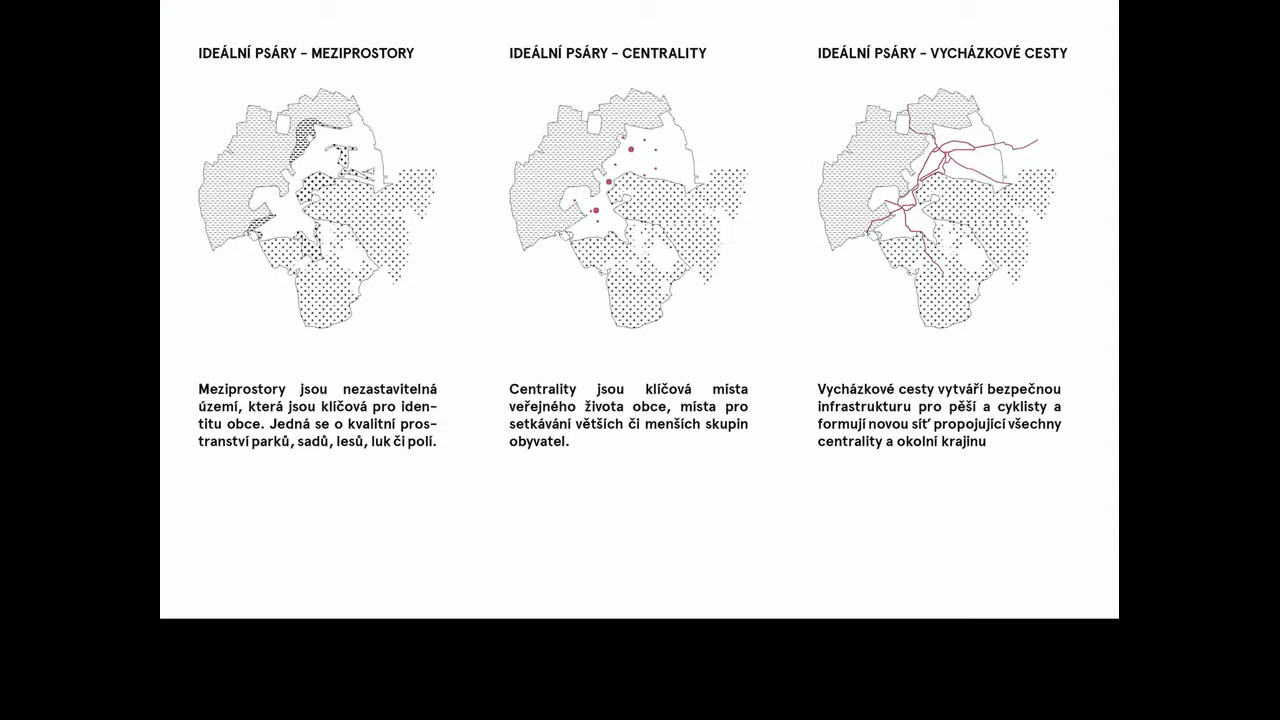 IDEÁLNÍ PSÁRY – MEZIPROSTORY
Meziprostory jsou nezastavitelná
území, která jsou klíčová pro iden-
titu obce. Jedná se o kvalitní pros-
tranství parků, sadů, lesů, luk či polí.
IDEÁLNÍ PSÁRY – CENTRALITY
Centrality jsou klíčová místa
veřejného života obce, místa pro
setkávání větších či menších skupin
obyvatel.
IDEÁLNÍ PSÁRY – VYCHÁZKOVÉ CESTY
Vycházkové cesty vytváří bezpečnou
infrastrukturu pro pěší a cyklisty a
formují novou síť propojující všechny
centrality a okolní krajinu